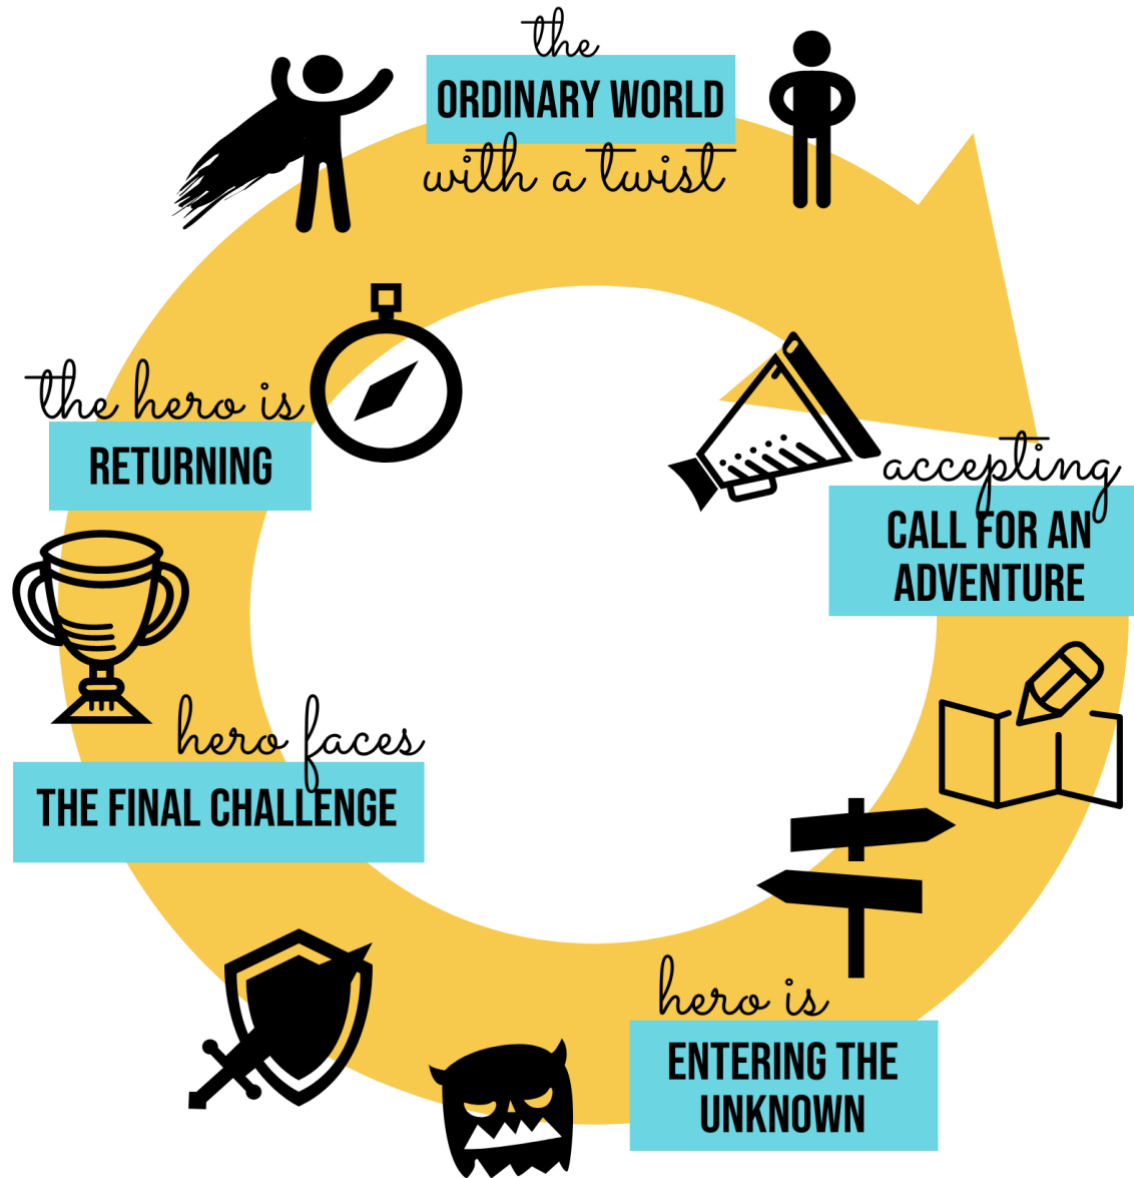 the
ORDINARY WORLD
with a twist
accepting
CALL FOR AN
ADVENTURE
hero is
ENTERING THE
UNKNOWN
hero faces
THE FINAL CHALLENGE
the hero is
RETURNING